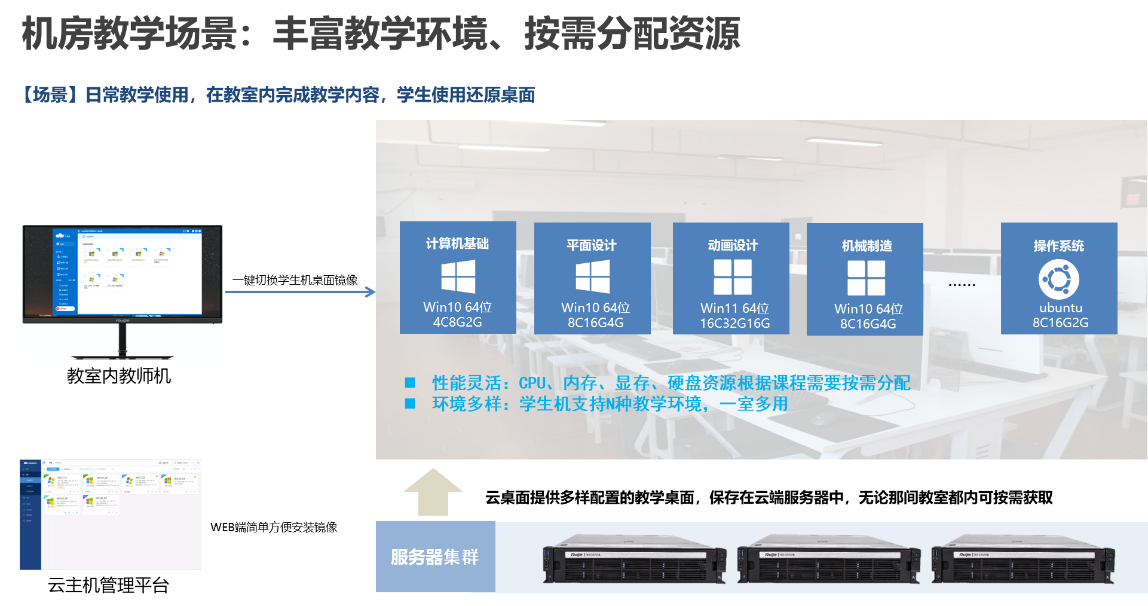 机房教学场景：丰富教学环境、按需分配资源
【场景】日常教学使用，在教室内完成教学内容，学生使用还原桌面
一键切换学生机桌面镜像
教室内教师机
计算机基础
Win10 64位
4C8G2G
平面设计
Win10 64位
8C16G4G
动画设计
Win11 64位
16C32G16G
机械制造
Win10 64位
8C16G4G
......
操作系统
ubuntu
8C16G2G
■ 性能灵活：CPU、内存、显存、硬盘资源根据课程需要按需分配
■ 环境多样：学生机支持N种教学环境，一室多用
云桌面提供多样配置的教学桌面，保存在云端服务器中，无论那间教室都内可按需获取
WEB端简单方便安装镜像
云主机管理平台
服务器集群
Ruijie
Ruijie
Ruijie